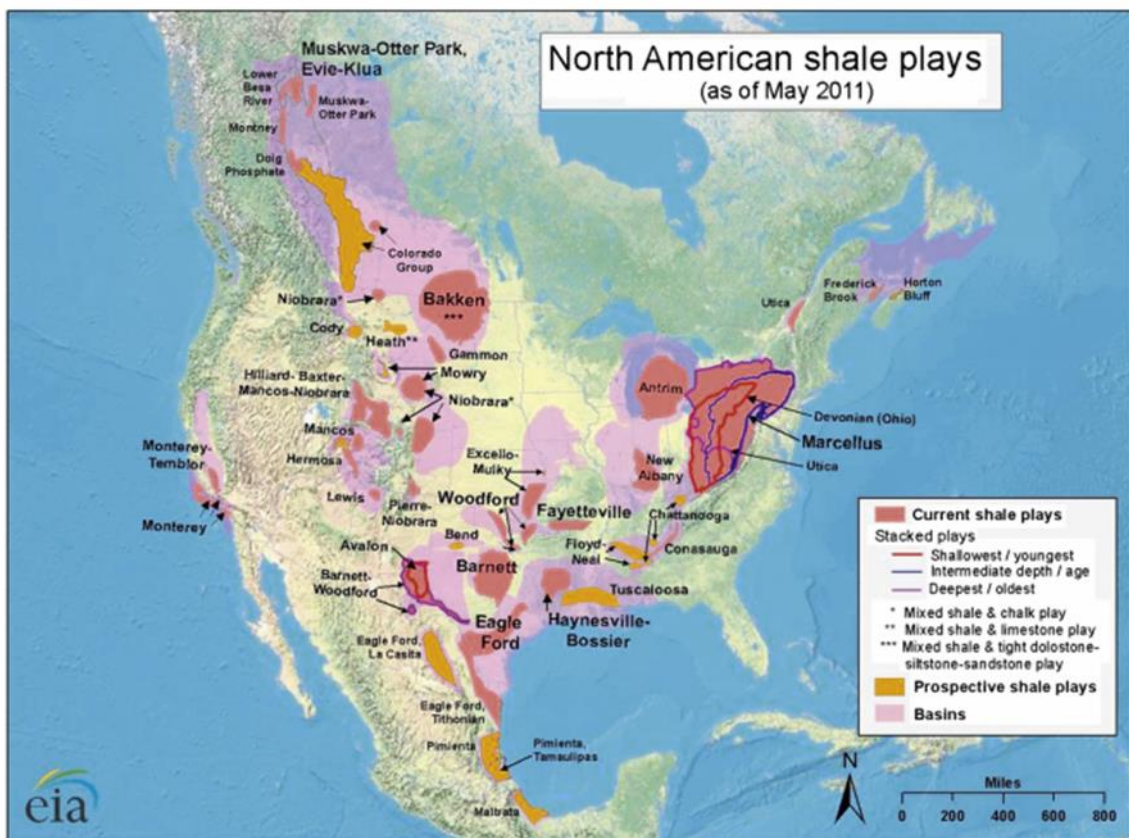 North American shale plays
(as of May 2011)
Muskwa-Otter Park,
Evie-Klua
Lower
Besa
River
Muskwa-
Otter Park
Montney
Doig
Phosphate
Colorado
Group
Niobrara*
Bakken
***
Cody
Heath**
Gammon
Mowry
Hilliard- Baxter-
Mancos-Niobrara
Niobrara*
Antrim
Utica
Frederick
Brook
Horton
Bluff
Devonian (Ohio)
Marcellus
Utica
Mancos
Hermosa
Monterey-
Temblor
Monterey
Lewis
Pierre-
Niobrara
Excello-
Mulky
Woodford
New
Albany
Fayetteville
Chattanooga
Bend
Avalon
Barnett
Floyd-
Neal
Conasauga
Barnett-
Woodford
Tuscaloosa
Eagle
Ford
Haynesville-
Bossier
Eagle Ford,
La Casita
Eagle Ford,
Tithonian
Pimienta
Pimienta,
Tamaulipas
Maltrata
Current shale plays
Stacked plays
Shallowest / youngest
Intermediate depth / age
Deepest / oldest
* Mixed shale & chalk play
** Mixed shale & limestone play
*** Mixed shale & tight dolostone-
siltstone-sandstone play
Prospective shale plays
Basins
N
Miles
0 200 400 600 800
eia